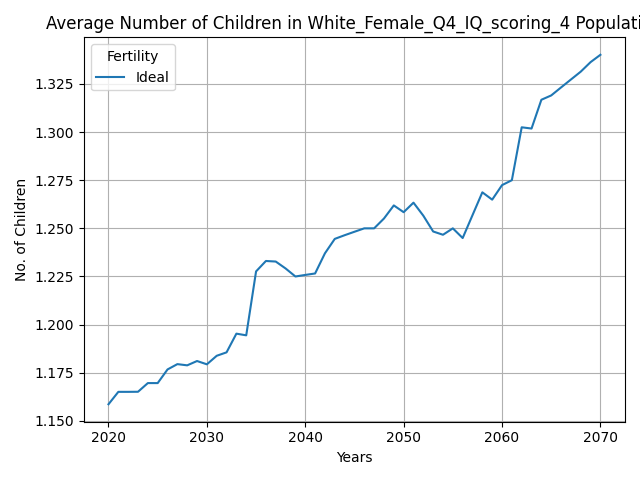 Average Number of Children in White_Female_Q4_IQ_scoring_4 Populati
Fertility
Ideal
No. of Children
1.325
1.300
1.275
1.250
1.225
1.200
1.175
1.150
2020 2030 2040 2050 2060 2070
Years